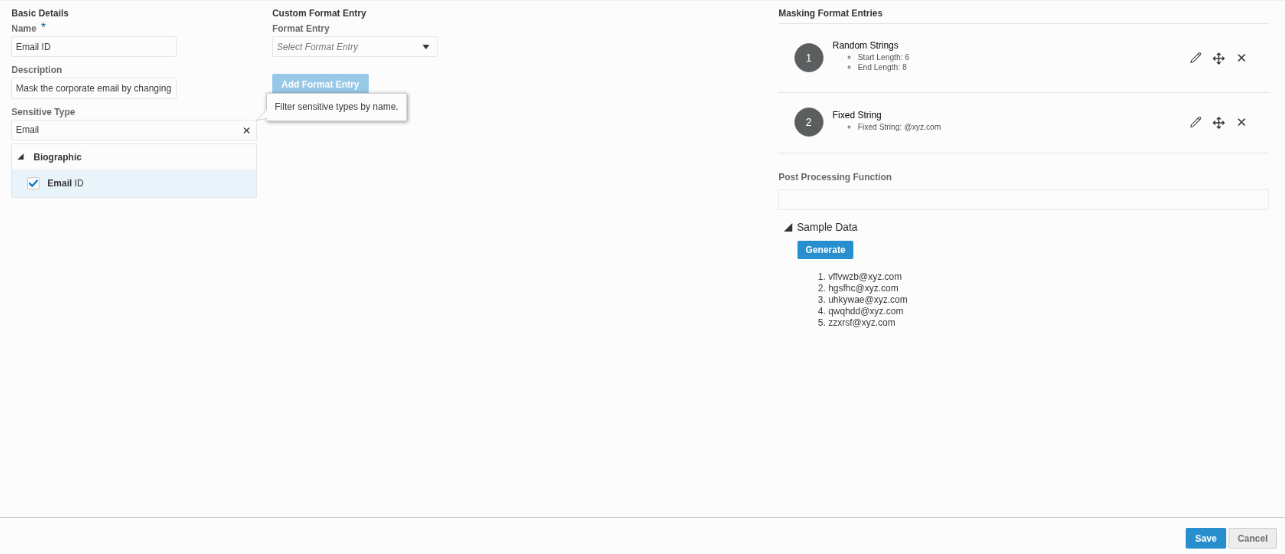 Basic Details
Name *
Email ID
Description
Mask the corporate email by changing
Sensitive Type
Email
Biographic
Email ID
Custom Format Entry
Format Entry
Select Format Entry
Add Format Entry
Filter sensitive types by name.
Masking Format Entries
1
Random Strings
Start Length: 6
End Length: 8
2
Fixed String
Fixed String: @xyz.com
Post Processing Function
Sample Data
Generate
1. vffvwzb@xyz.com
2. hgsfhc@xyz.com
3. uhkywae@xyz.com
4. qwqhdd@xyz.com
5. zzxrsf@xyz.com
Save
Cancel